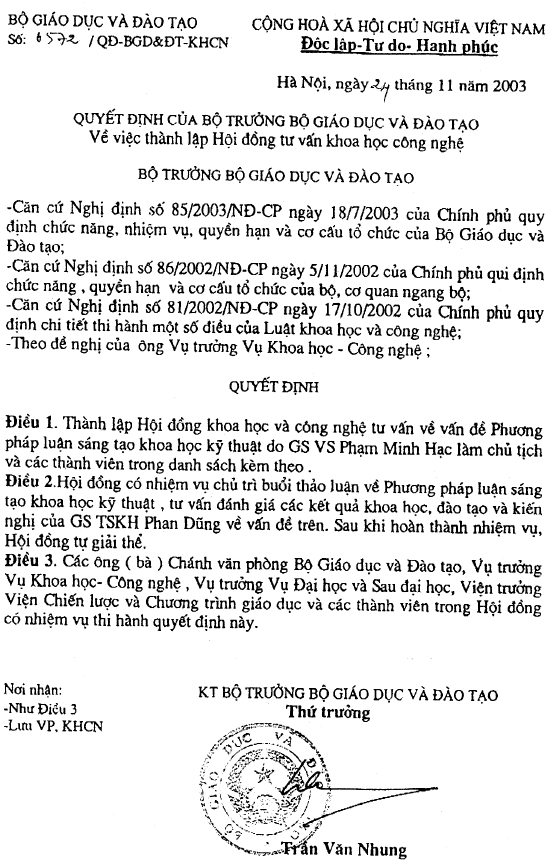 BỘ GIÁO DỤC VÀ ĐÀO TẠO
Số: 6572 /QĐ-BGD&ĐT-KHCN
CỘNG HOÀ XÃ HỘI CHỦ NGHĨA VIỆT NAM
Độc lập-Tự do- Hạnh phúc
Hà Nội, ngày 24 tháng 11 năm 2003
QUYẾT ĐỊNH CỦA BỘ TRƯỞNG BỘ GIÁO DỤC VÀ ĐÀO TẠO
Về việc thành lập Hội đồng tư vấn khoa học công nghệ
BỘ TRƯỞNG BỘ GIÁO DỤC VÀ ĐÀO TẠO
-Căn cứ Nghị định số 85/2003/NĐ-CP ngày 18/7/2003 của Chính phủ quy
định chức năng, nhiệm vụ, quyền hạn và cơ cấu tổ chức của Bộ Giáo dục và
Đào tạo;
-Căn cứ Nghị định số 86/2002/NĐ-CP ngày 5/11/2002 của Chính phủ qui định
chức năng , quyền hạn và cơ cấu tổ chức của bộ, cơ quan ngang bộ;
-Căn cứ Nghị định số 81/2002/NĐ-CP ngày 17/10/2002 của Chính phủ quy
định chi tiết thi hành một số điều của Luật khoa học và công nghệ;
-Theo đề nghị của ông Vụ trưởng Vụ Khoa học - Công nghệ ;
QUYẾT ĐỊNH
Điều 1. Thành lập Hội đồng khoa học và công nghệ tư vấn về vấn đề Phương
pháp luận sáng tạo khoa học kỹ thuật do GS VS Phạm Minh Hạc làm chủ tịch
và các thành viên trong danh sách kèm theo .
Điều 2.Hội đồng có nhiệm vụ chủ trì buổi thảo luận về Phương pháp luận sáng
tạo khoa học kỹ thuật , tư vấn đánh giá các kết quả khoa học, đào tạo và kiến
nghị của GS TSKH Phan Dũng về vấn đề trên. Sau khi hoàn thành nhiệm vụ,
Hội đồng tự giải thể.
Điều 3. Các ông ( bà ) Chánh văn phòng Bộ Giáo dục và Đào tạo, Vụ trưởng
Vụ Khoa học- Công nghệ , Vụ trưởng Vụ Đại học và Sau đại học, Viện trưởng
Viện Chiến lược và Chương trình giáo dục và các thành viên trong Hội đồng
có nhiệm vụ thi hành quyết định này.
Nơi nhận:
-Như Điều 3
-Lưu VP, KHCN
KT BỘ TRƯỞNG BỘ GIÁO DỤC VÀ ĐÀO TẠO
Thứ trưởng
BỘ GIÁO DỤC VÀ Đ
Trần Văn Nhung